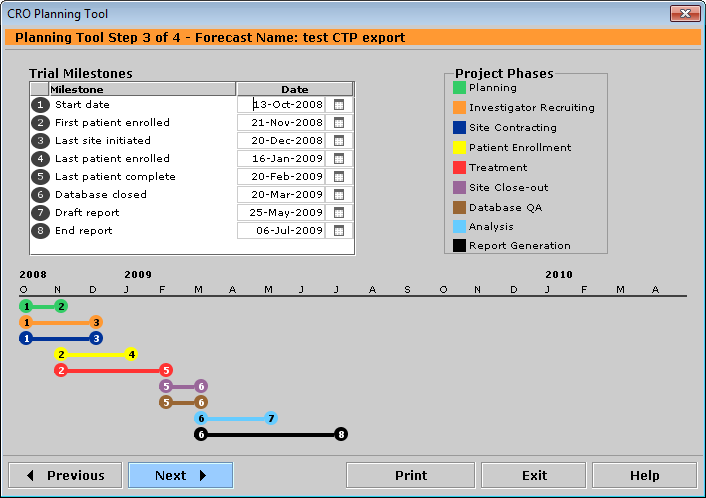 CRO Planning Tool
Planning Tool Step 3 of 4 - Forecast Name: test CTP export
Trial Milestones
Milestone Date
1 Start date 13-Oct-2008
2 First patient enrolled 21-Nov-2008
3 Last site initiated 20-Dec-2008
4 Last patient enrolled 16-Jan-2009
5 Last patient complete 20-Feb-2009
6 Database closed 20-Mar-2009
7 Draft report 25-May-2009
8 End report 06-Jul-2009
Project Phases
Planning
Investigator Recruiting
Site Contracting
Patient Enrollment
Treatment
Site Close-out
Database QA
Analysis
Report Generation
2008 2009 2010
O N D J F M A M J J A S O N D J F M A
1 2
1 3
1 3
2 4
2 5
5 6
5 6
6 7
6 8
Previous Next Print Exit Help